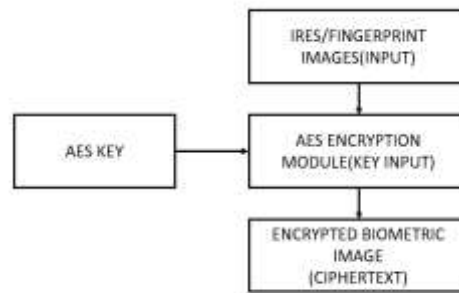 IRES/FINGERPRINT
IMAGES(INPUT)
AES KEY
AES ENCRYPTION
MODULE(KEY INPUT)
ENCRYPTED BIOMETRIC
IMAGE
(CIPHERTEXT)